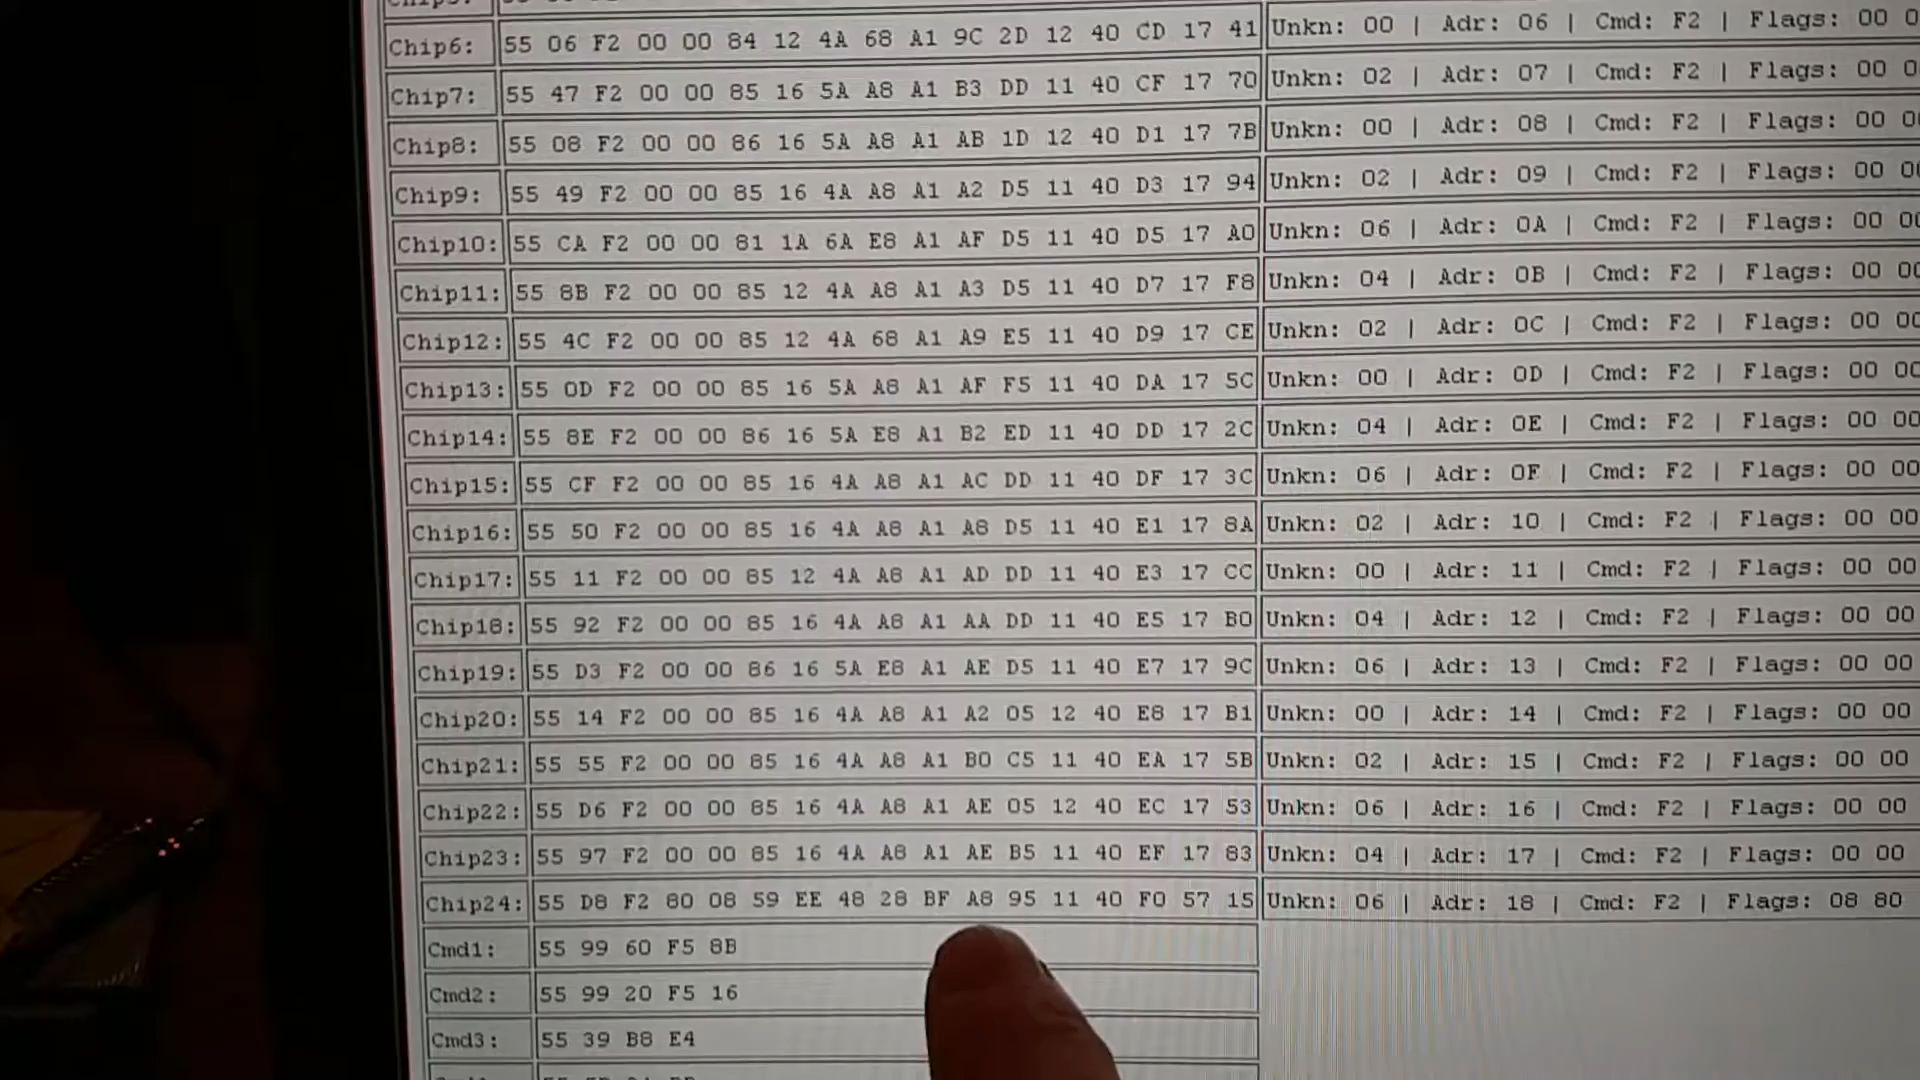 Chip6: 55 06 F2 00 00 84 12 4A 68 A1 9C 2D 12 40 CD 17 41 Unkn: 00 | Adr: 06 | Cmd: F2 | Flags: 00
Chip7: 55 47 F2 00 00 85 16 5A A8 A1 B3 DD 11 40 CF 17 70 Unkn: 02 | Adr: 07 | Cmd: F2 | Flags: 00
Chip8: 55 08 F2 00 00 86 16 5A A8 A1 AB 1D 12 40 D1 17 7B Unkn: 00 | Adr: 08 | Cmd: F2 | Flags: 00
Chip9: 55 49 F2 00 00 85 16 4A A8 A1 A2 D5 11 40 D3 17 94 Unkn: 02 | Adr: 09 | Cmd: F2 | Flags: 00
Chip10: 55 CA F2 00 00 81 1A 6A E8 A1 AF D5 11 40 D5 17 A0 Unkn: 06 | Adr: 0A | Cmd: F2 | Flags: 00
Chip11: 55 8B F2 00 00 85 12 4A A8 A1 A3 D5 11 40 D7 17 F8 Unkn: 04 | Adr: 0B | Cmd: F2 | Flags: 00
Chip12: 55 4C F2 00 00 85 12 4A 68 A1 A9 E5 11 40 D9 17 CE Unkn: 02 | Adr: 0C | Cmd: F2 | Flags: 00
Chip13: 55 0D F2 00 00 85 16 5A A8 A1 AF F5 11 40 DA 17 5C Unkn: 00 | Adr: 0D | Cmd: F2 | Flags: 00 00
Chip14: 55 8E F2 00 00 86 16 5A E8 A1 B2 ED 11 40 DD 17 2C Unkn: 04 | Adr: 0E | Cmd: F2 | Flags: 00 00
Chip15: 55 CF F2 00 00 85 16 4A A8 A1 AC DD 11 40 DF 17 3C Unkn: 06 | Adr: 0F | Cmd: F2 | Flags: 00 00
Chip16: 55 50 F2 00 00 85 16 4A A8 A1 A8 D5 11 40 E1 17 8A Unkn: 02 | Adr: 10 | Cmd: F2 | Flags: 00 00
Chip17: 55 11 F2 00 00 85 12 4A A8 A1 AD DD 11 40 E3 17 CC Unkn: 00 | Adr: 11 | Cmd: F2 | Flags: 00 00
Chip18: 55 92 F2 00 00 85 16 4A A8 A1 AA DD 11 40 E5 17 B0 Unkn: 04 | Adr: 12 | Cmd: F2 | Flags: 00 00
Chip19: 55 D3 F2 00 00 86 16 5A E8 A1 AE D5 11 40 E7 17 9C Unkn: 06 | Adr: 13 | Cmd: F2 | Flags: 00 00
Chip20: 55 14 F2 00 00 85 16 4A A8 A1 A2 05 12 40 E8 17 B1 Unkn: 00 | Adr: 14 | Cmd: F2 | Flags: 00 00
Chip21: 55 55 F2 00 00 85 16 4A A8 A1 B0 C5 11 40 EA 17 5B Unkn: 02 | Adr: 15 | Cmd: F2 | Flags: 00 00
Chip22: 55 D6 F2 00 00 85 16 4A A8 A1 AE 05 12 40 EC 17 53 Unkn: 06 | Adr: 16 | Cmd: F2 | Flags: 00 00
Chip23: 55 97 F2 00 00 85 16 4A A8 A1 AE B5 11 40 EF 17 83 Unkn: 04 | Adr: 17 | Cmd: F2 | Flags: 00 00
Chip24: 55 D8 F2 80 08 59 EE 48 28 BF A8 95 11 40 F0 57 15 Unkn: 06 | Adr: 18 | Cmd: F2 | Flags: 08 80
Cmd1: 55 99 60 F5 8B
Cmd2: 55 99 20 F5 16
Cmd3: 55 39 B8 E4